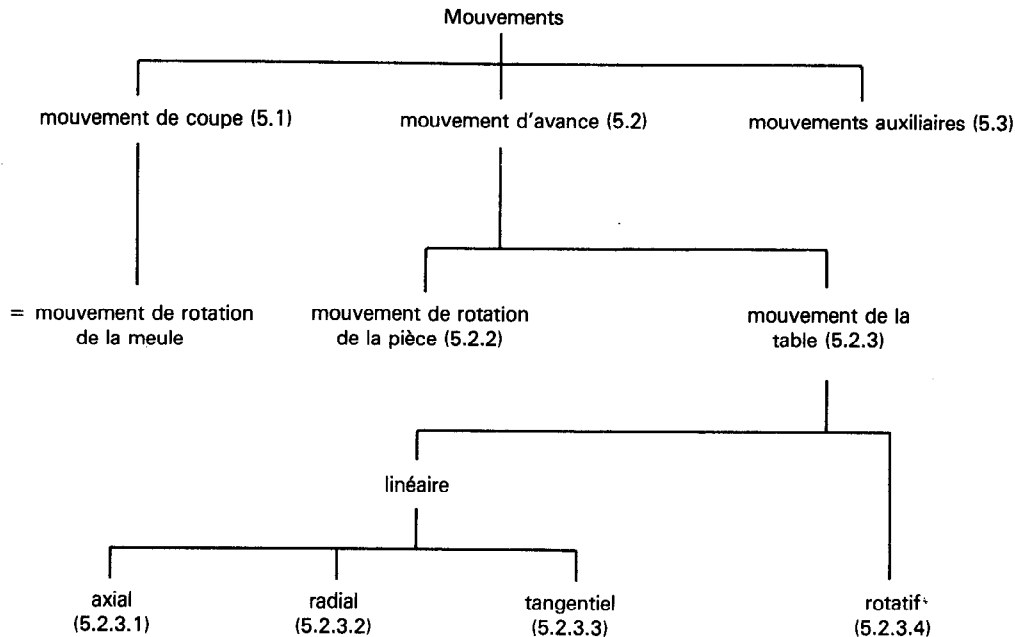 Mouvements
mouvement de coupe (5.1)
mouvement d'avance (5.2)
mouvements auxiliaires (5.3)
= mouvement de rotation
de la meule
mouvement de rotation
de la pièce (5.2.2)
mouvement de la
table (5.2.3)
linéaire
axial
(5.2.3.1)
radial
(5.2.3.2)
tangentiel
(5.2.3.3)
rotatif
(5.2.3.4)